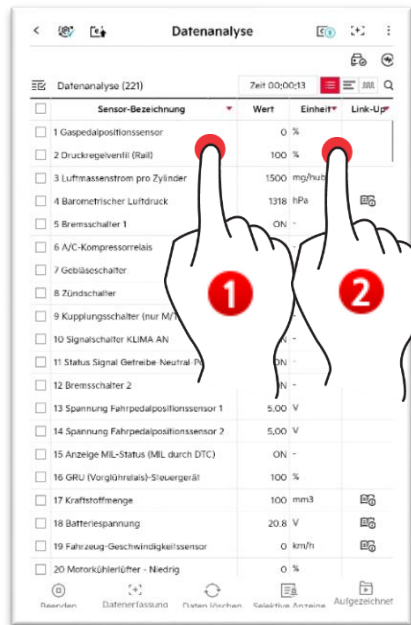 Datenanalyse
Datenanalyse (221) Zeit 00:00:13
Sensor-Bezeichnung Wert Einheit Link-Up
1 Gaspedalpositionssensor 0 %
2 Druckregelventil (Rail) 100 %
3 Luftmassenstrom pro Zylinder 1500 mg/hub
4 Barometrischer Luftdruck 1318 hPa
5 Bremsschalter 1 ON -
6 A/C-Kompressorrelais
7 Gebläseschalter
8 Zündschalter
9 Kupplungsschalter (nur M/T
10 Signalschalter KLIMA AN
11 Status Signal Getreibe-Neutral-
12 Bremsschalter 2 -
13 Spannung Fahrpedalpositionssensor 1 5,00 V
14 Spannung Fahrpedalpositionssensor 2 5,00 V
15 Anzeige MIL-Status (MIL durch DTC) ON -
16 GRU (Vorglührelais)-Steuergerät 100 %
17 Kraftstoffmenge 100 mm3
18 Batteriespannung 20.8 V
19 Fahrzeug-Geschwindigkeitssensor 0 km/h
20 Motorkühlerlüfter - Niedrig 0 %
Beenden Datenerfassung Daten löschen Selektive Anzeige Aufgezeichnet
1 2